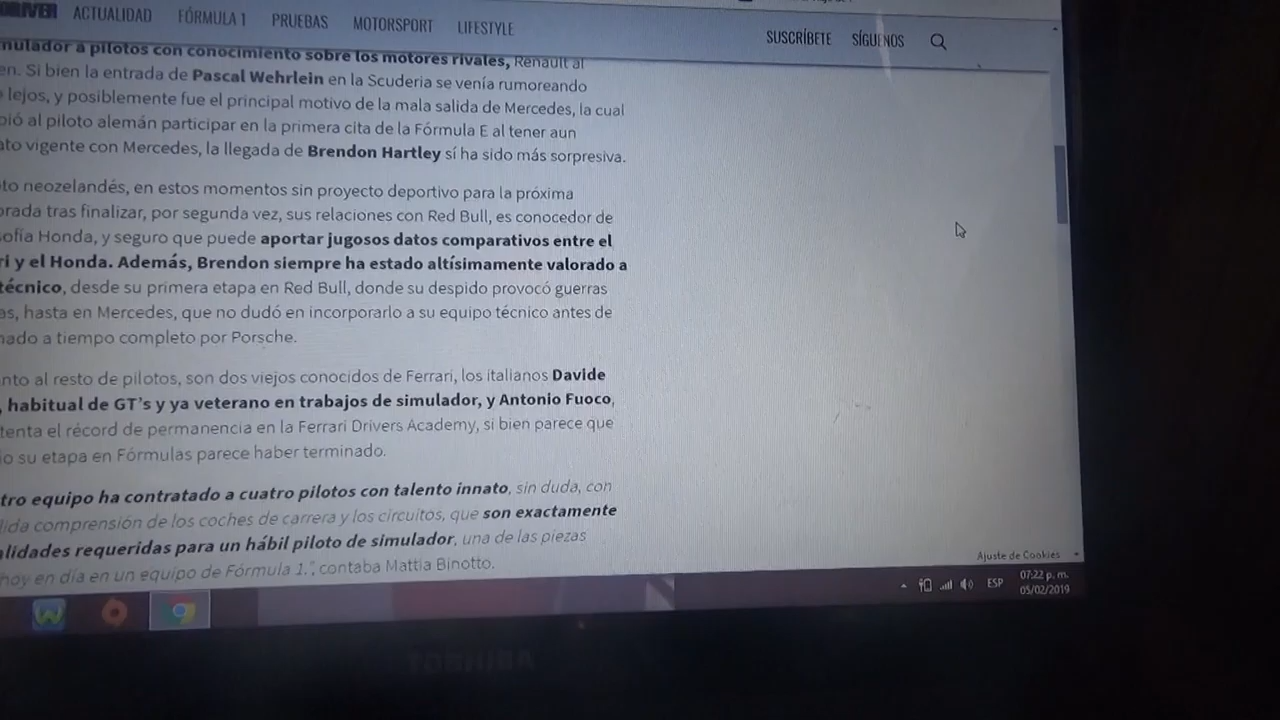 DRIVER ACTUALIDAD FÓRMULA 1 PRUEBAS MOTORSPORT LIFESTYLE SUSCRÍBETE SÍGUENOS
mulador a pilotos con conocimiento sobre los motores rivales, Renault al
en. Si bien la entrada de Pascal Wehrlein en la Scuderia se venía rumoreando
lejos, y posiblemente fue el principal motivo de la mala salida de Mercedes, la cual
bió al piloto alemán participar en la primera cita de la Fórmula E al tener aun
ato vigente con Mercedes, la llegada de Brendon Hartley sí ha sido más sorpresiva.
oto neozelandés, en estos momentos sin proyecto deportivo para la próxima
orada tras finalizar, por segunda vez, sus relaciones con Red Bull, es conocedor de
sofía Honda, y seguro que puede aportar jugosos datos comparativos entre el
ri y el Honda. Además, Brendon siempre ha estado altísimamente valorado a
técnico, desde su primera etapa en Red Bull, donde su despido provocó guerras
as, hasta en Mercedes, que no dudó en incorporarlo a su equipo técnico antes de
hado a tiempo completo por Porsche.
nto al resto de pilotos, son dos viejos conocidos de Ferrari, los italianos Davide
, habitual de GT's y ya veterano en trabajos de simulador, y Antonio Fuoco,
tenta el récord de permanencia en la Ferrari Drivers Academy, si bien parece que
io su etapa en Fórmulas parece haber terminado.
tro equipo ha contratado a cuatro pilotos con talento innato, sin duda, con
lida comprensión de los coches de carrera y los circuitos, que son exactamente
alidades requeridas para un hábil piloto de simulador, una de las piezas
hoy en día en un equipo de Fórmula 1.", contaba Mattia Binotto.
Ajuste de Cookies
ESP 07:22 p. m.
05/02/2019
TOSHIBA